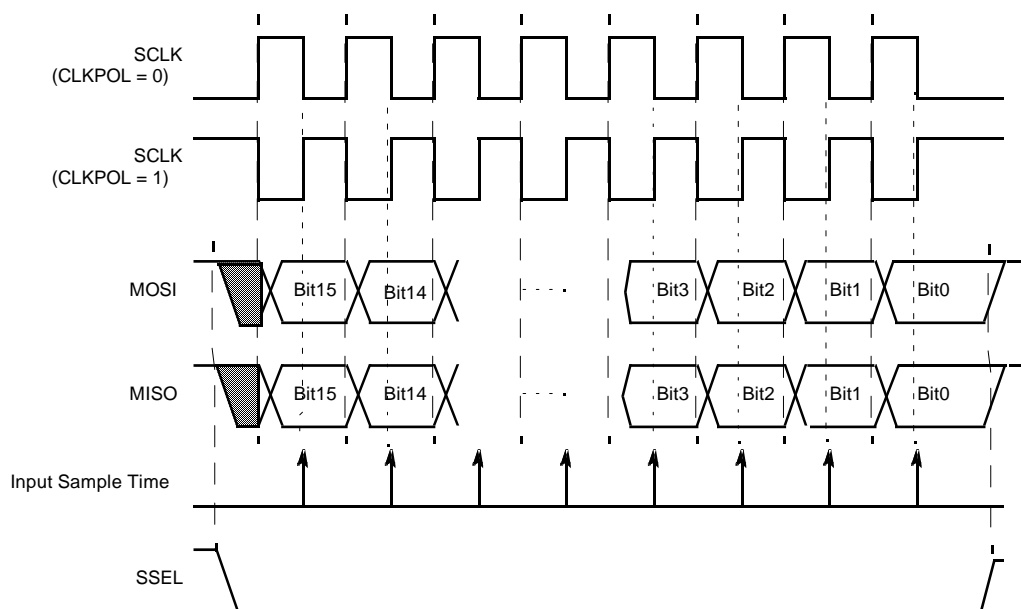 SCLK
(CLKPOL = 0)
SCLK
(CLKPOL = 1)
MOSI
Bit15
Bit14
Bit3
Bit2
Bit1
Bit0
MISO
Bit15
Bit14
Bit3
Bit2
Bit1
Bit0
Input Sample Time
SSEL